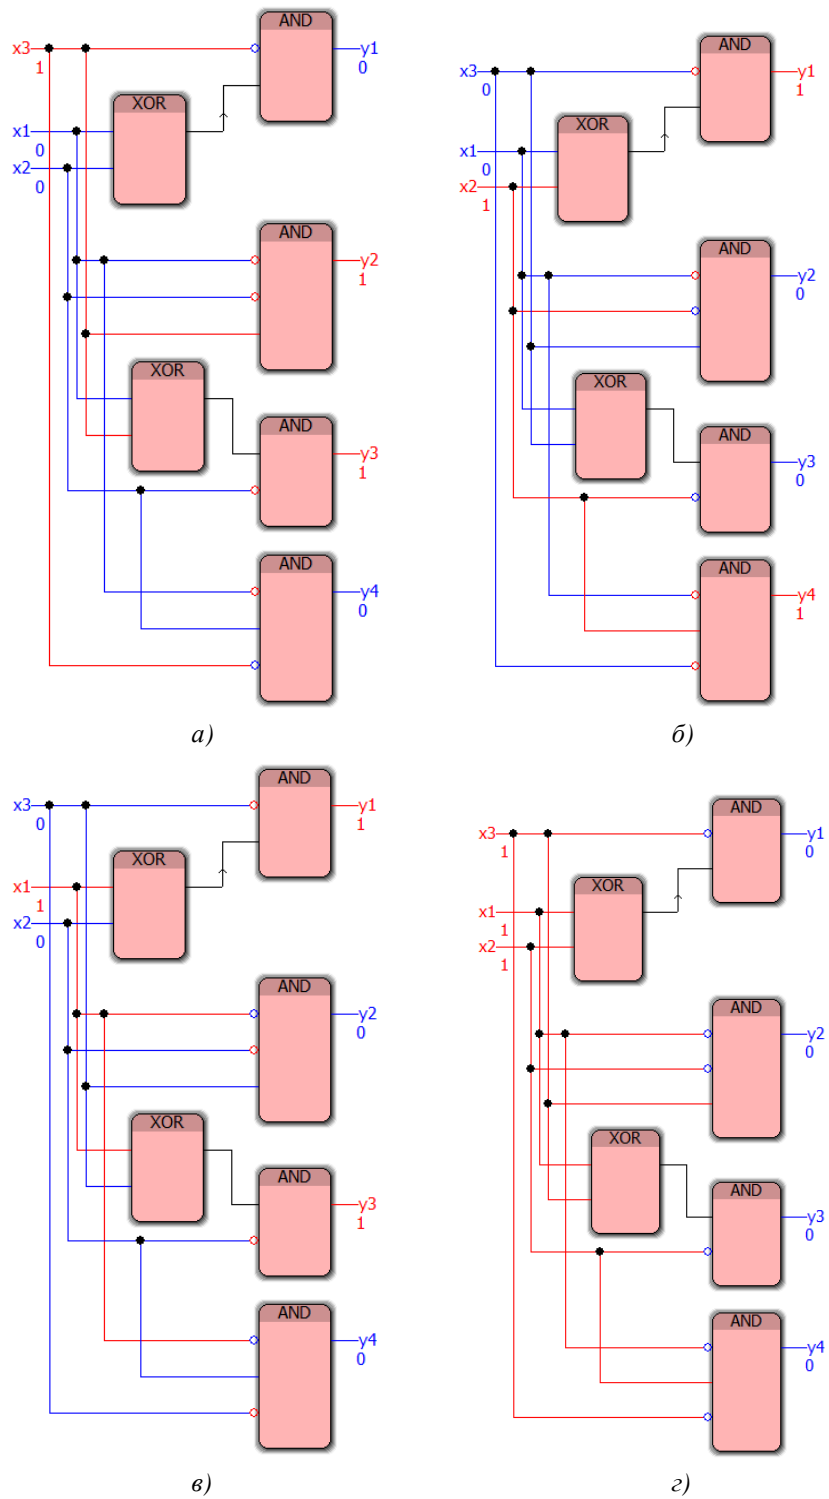 AND
x3
y1
1
0
XOR
x1
0
x2
0
AND
y2
1
XOR
AND
y3
1
AND
y4
0
а)
AND
x3
y1
0
1
XOR
x1
0
x2
1
AND
y2
0
XOR
AND
y3
0
AND
y4
1
б)
AND
x3
y1
0
1
XOR
x1
1
x2
0
AND
y2
0
XOR
AND
y3
1
AND
y4
0
в)
AND
x3
y1
1
0
XOR
x1
1
x2
1
AND
y2
0
XOR
AND
y3
0
AND
y4
0
г)